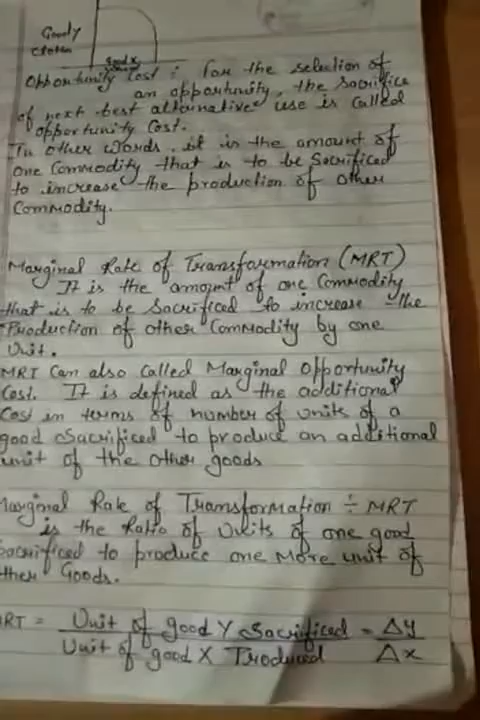 Goods
Good X
Opportunity Cost : for the selection of
an opportunity, the Sacrifice
of next best alternative use is called
opportunity Cost.
In other words, it is the amount of
one Commodity that is to be Sacrificed
to increase the production of other
Commodity.
Marginal Rate of Transformation (MRT)
It is the amount of one Commodity
that is to be Sacrificed to increase the
Production of other Commodity by one
Unit.
MRT Can also Called Marginal Opportunity
Cost. It is defined as the additional
Cost in terms of number of units of a
good Sacrificed to produce an additional
unit of the other goods
Marginal Rate of Transformation ÷ MRT
is the Ratio of Units of one good
Sacrificed to produce one More unit of
ther Goods.
RT = Unit of good Y Sacrificed = Δy
Unit of good X Troduced Δx